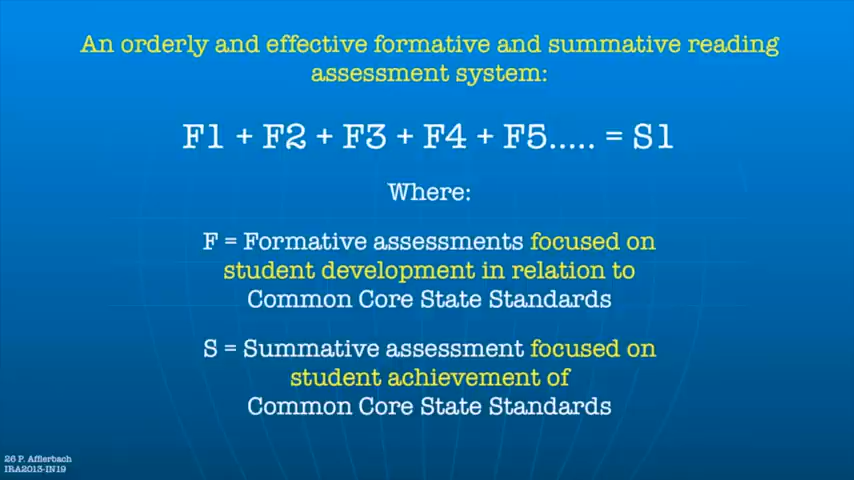 An orderly and effective formative and summative reading
assessment system:
F1 + F2 + F3 + F4 + F5..... = S1
Where:
F = Formative assessments focused on
student development in relation to
Common Core State Standards
S = Summative assessment focused on
student achievement of
Common Core State Standards
26 P. Afflerbach
IRA2013-IN19